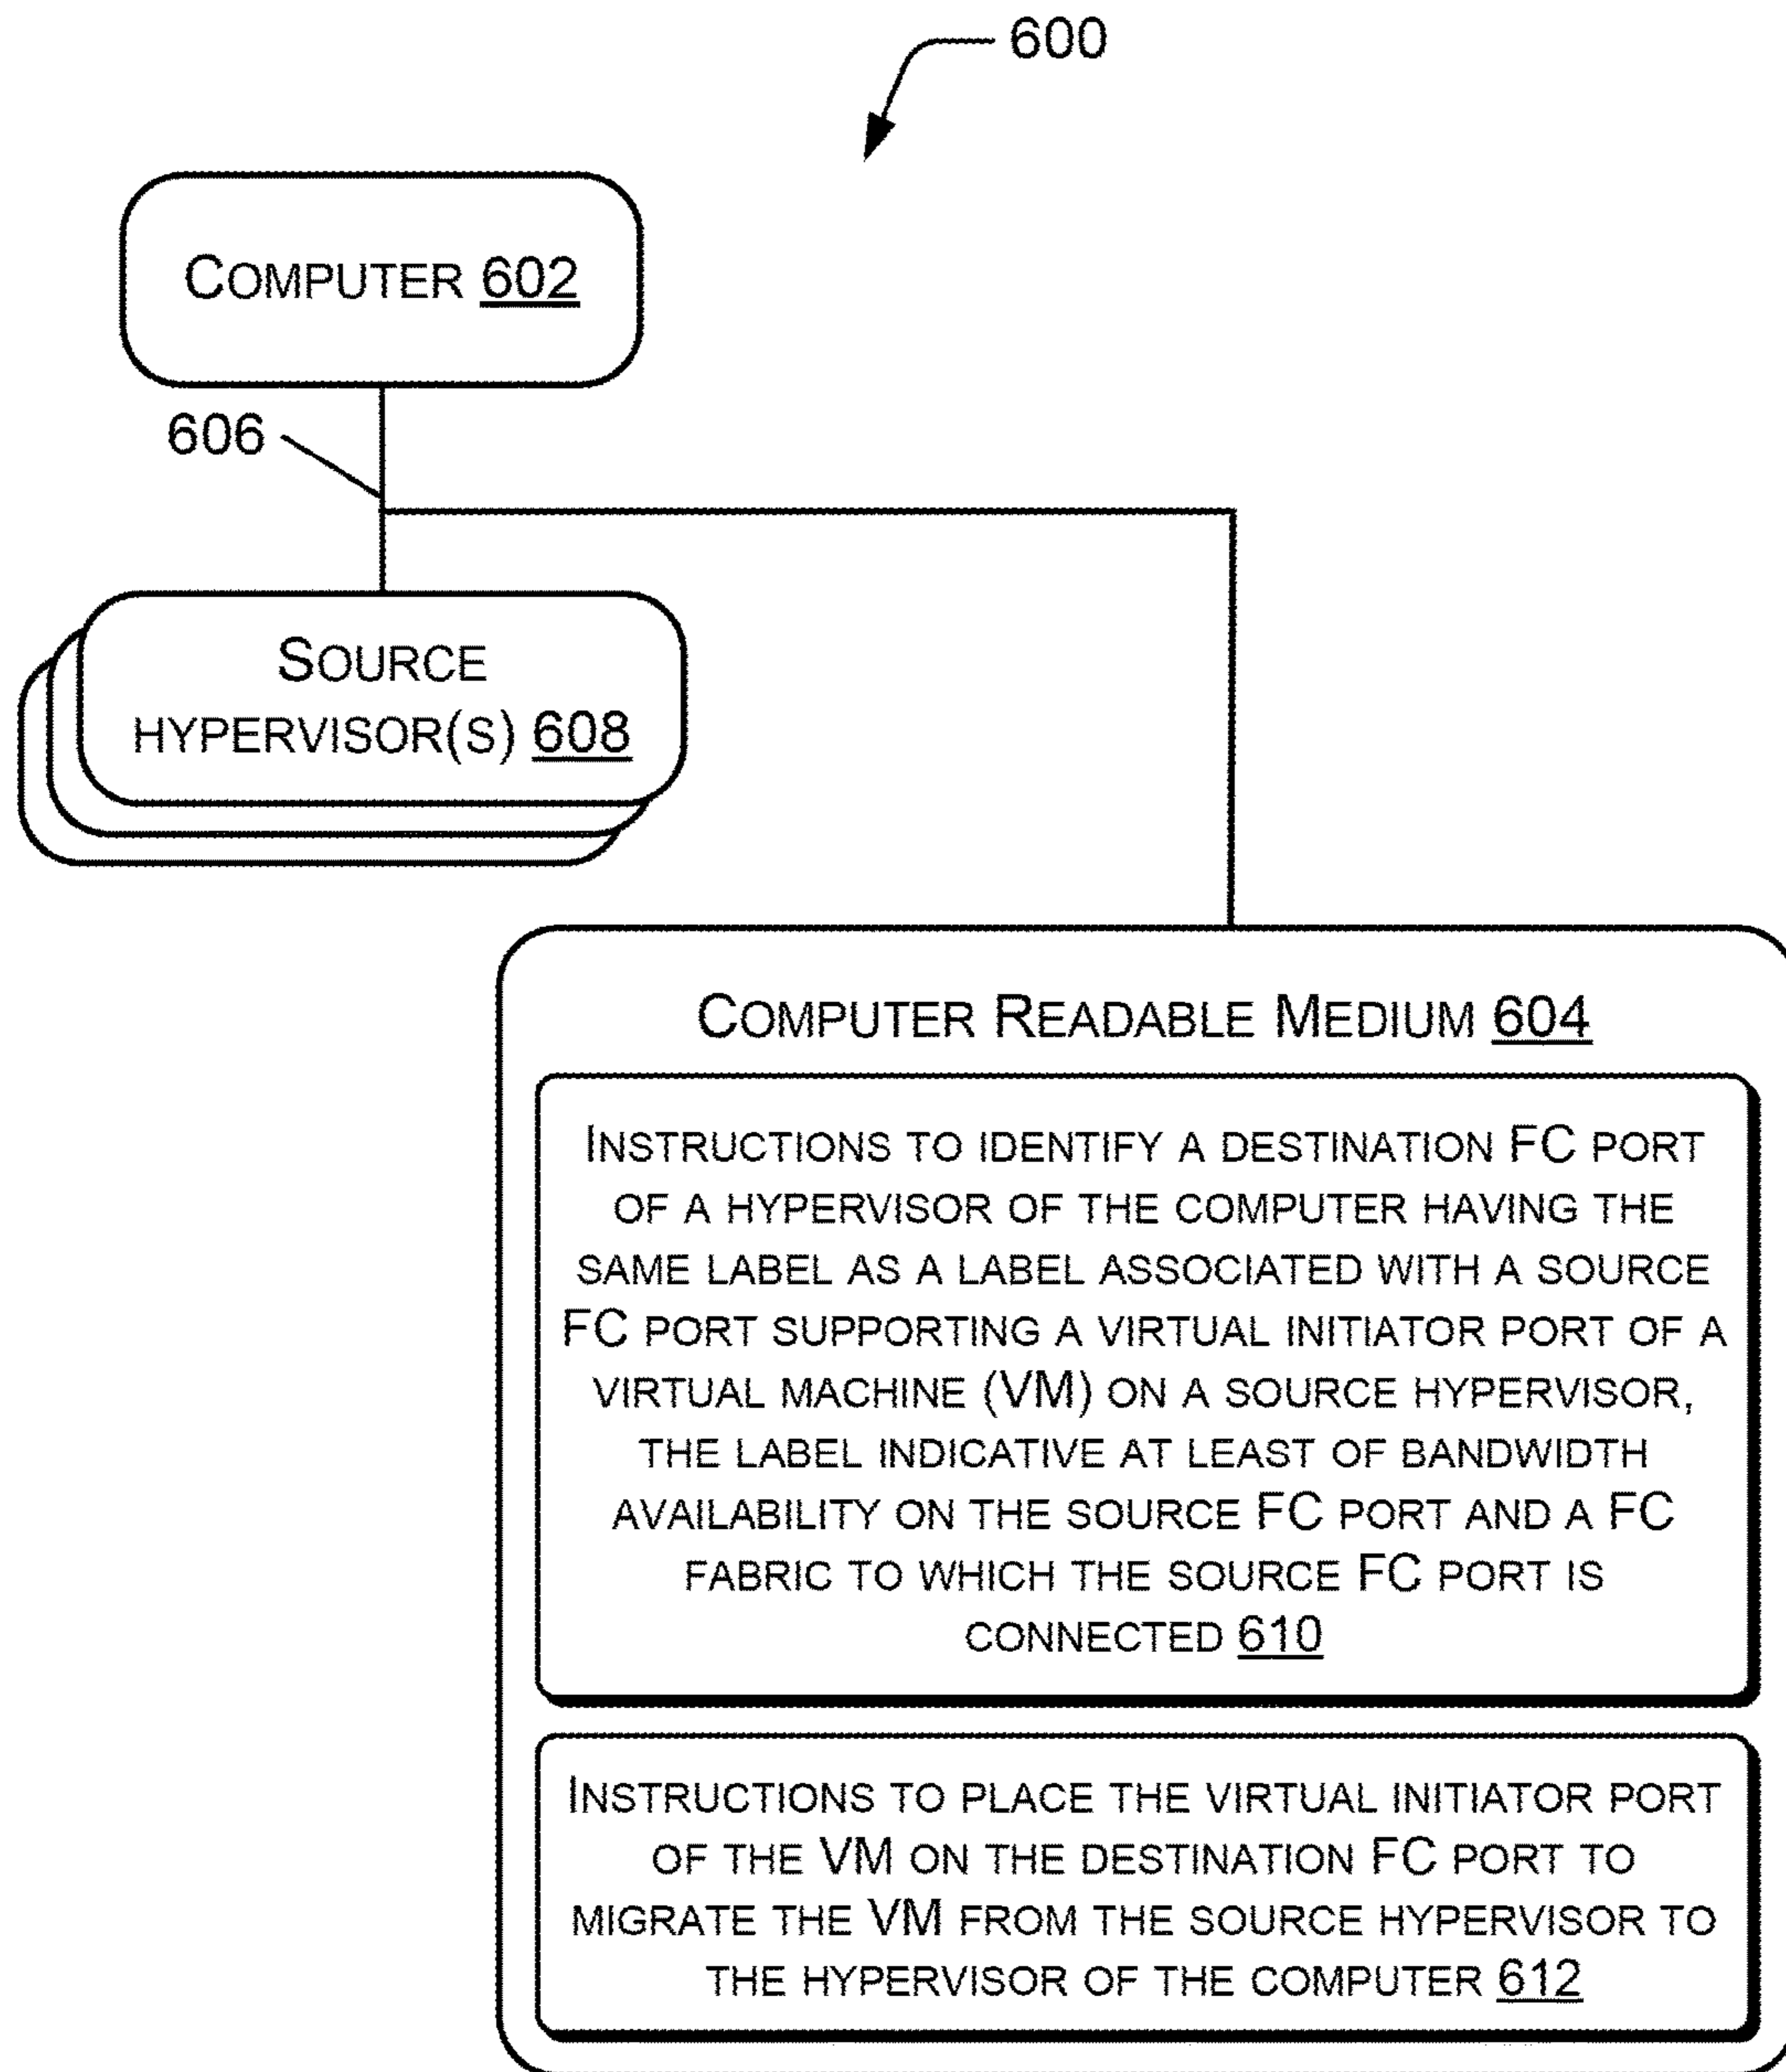 600
COMPUTER 602
606
SOURCE
HYPERVISOR(S) 608
COMPUTER READABLE MEDIUM 604
INSTRUCTIONS TO IDENTIFY A DESTINATION FC PORT
OF A HYPERVISOR OF THE COMPUTER HAVING THE
SAME LABEL AS A LABEL ASSOCIATED WITH A SOURCE
FC PORT SUPPORTING A VIRTUAL INITIATOR PORT OF A
VIRTUAL MACHINE (VM) ON A SOURCE HYPERVISOR,
THE LABEL INDICATIVE AT LEAST OF BANDWIDTH
AVAILABILITY ON THE SOURCE FC PORT AND A FC
FABRIC TO WHICH THE SOURCE FC PORT IS
CONNECTED 610
INSTRUCTIONS TO PLACE THE VIRTUAL INITIATOR PORT
OF THE VM ON THE DESTINATION FC PORT TO
MIGRATE THE VM FROM THE SOURCE HYPERVISOR TO
THE HYPERVISOR OF THE COMPUTER 612